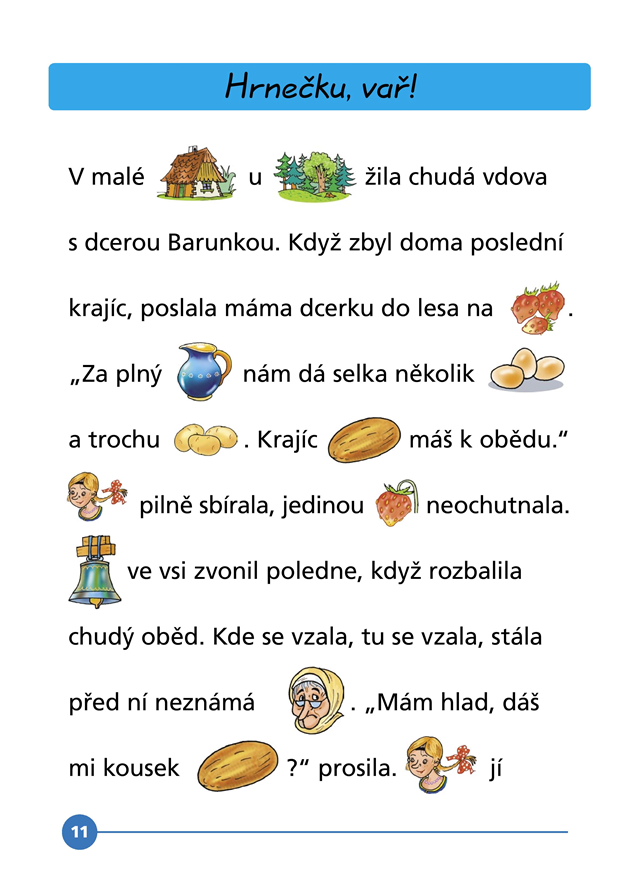 Hrnečku, vař!
V malé u žila chudá vdova
s dcerou Barunkou. Když zbyl doma poslední
krajíc, poslala máma dcerku do lesa na .
„Za plný nám dá selka několik
a trochu . Krajíc máš k obědu.“
pilně sbírala, jedinou neochutnala.
ve vsi zvonil poledne, když rozbalila
chudý oběd. Kde se vzala, tu se vzala, stála
před ní neznámá . „Mám hlad, dáš
mi kousek ?“ prosila. jí
11